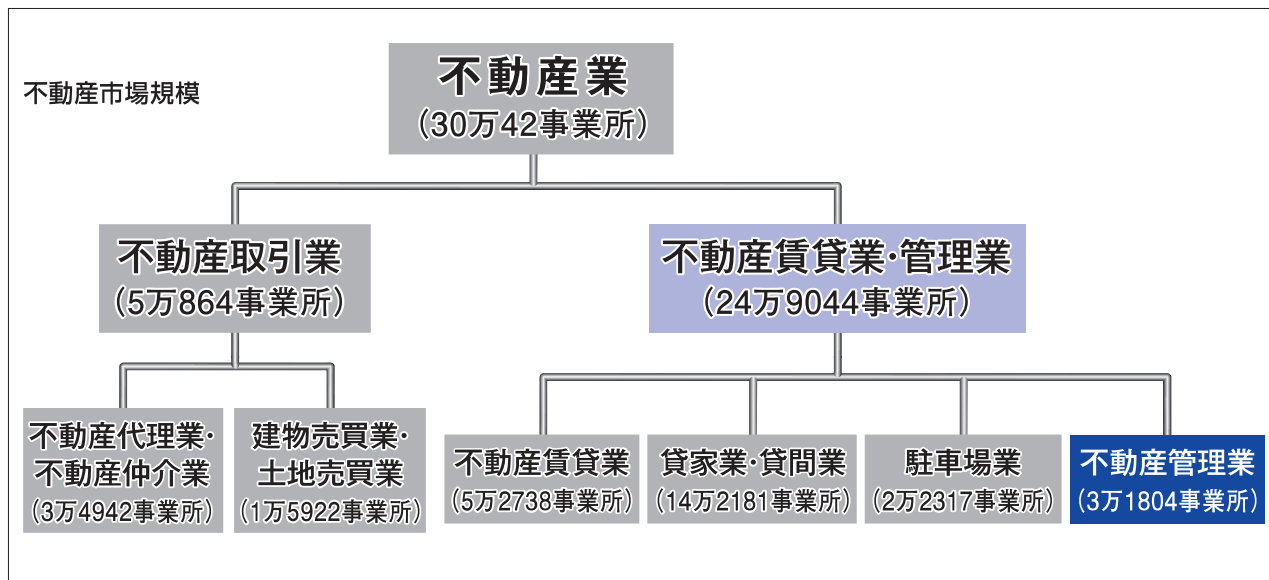 不動産市場規模
不動産業
（30万42事業所）
不動産取引業
（5万864事業所）
不動産賃貸業・管理業
（24万9044事業所）
不動産代理業・
不動産仲介業
（3万4942事業所）
建物売買業・
土地売買業
（1万5922事業所）
不動産賃貸業
（5万2738事業所）
貸家業・貸間業
（14万2181事業所）
駐車場業
（2万2317事業所）
不動産管理業
（3万1804事業所）